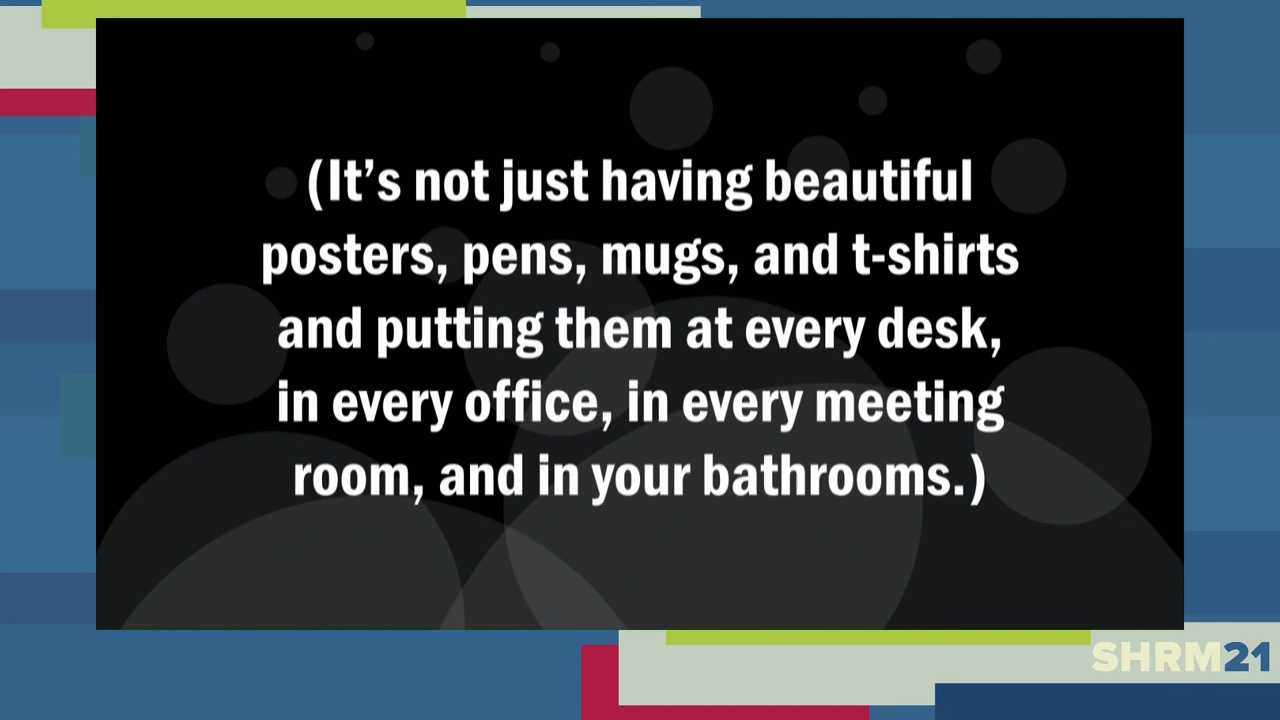 (It’s not just having beautiful
posters, pens, mugs, and t-shirts
and putting them at every desk,
in every office, in every meeting
room, and in your bathrooms.)
SHRM21